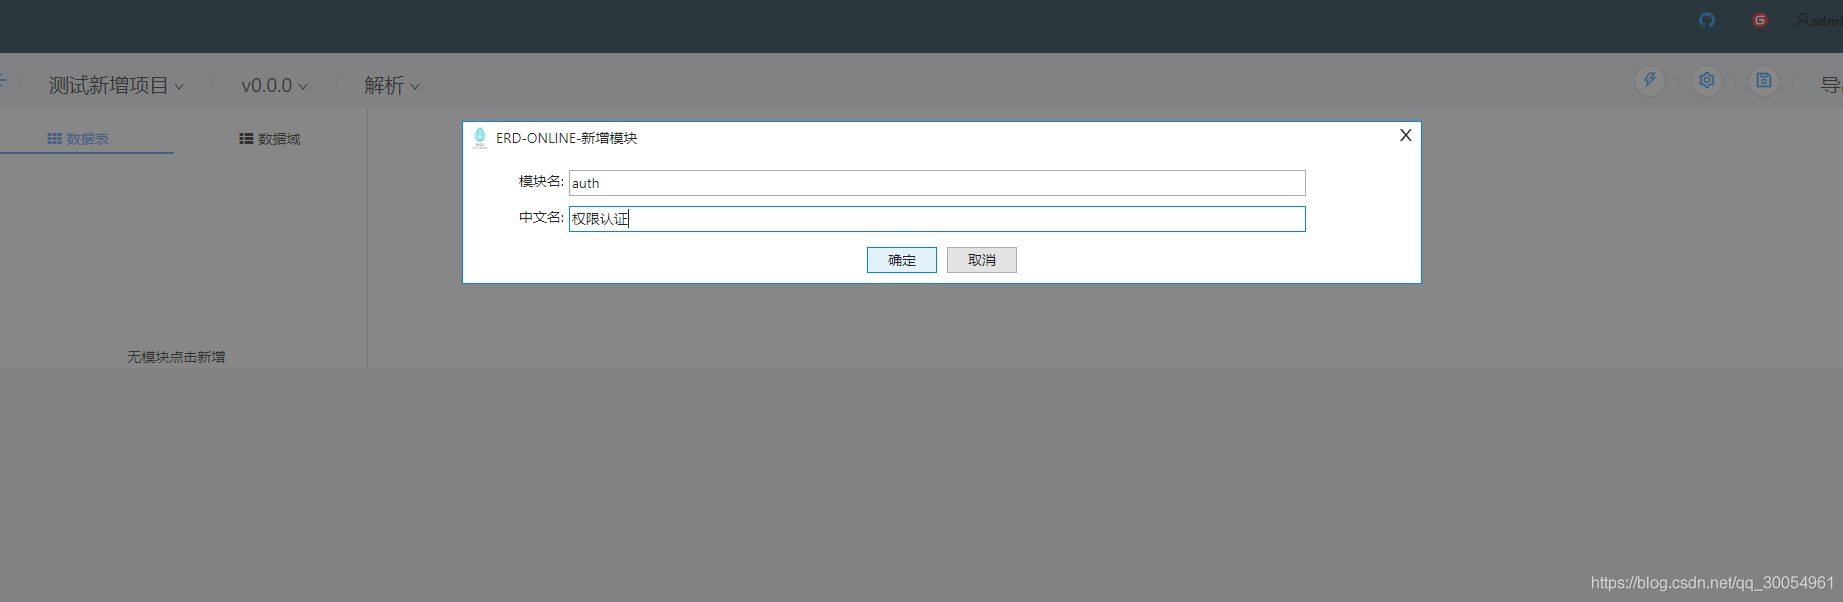 admi
测试新增项目 v0.0.0 解析 导
数据表 数据域
ERD-ONLINE-新增模块 X
模块名: auth
中文名: 权限认证
确定 取消
无模块点击新增
https://blog.csdn.net/qq_30054961